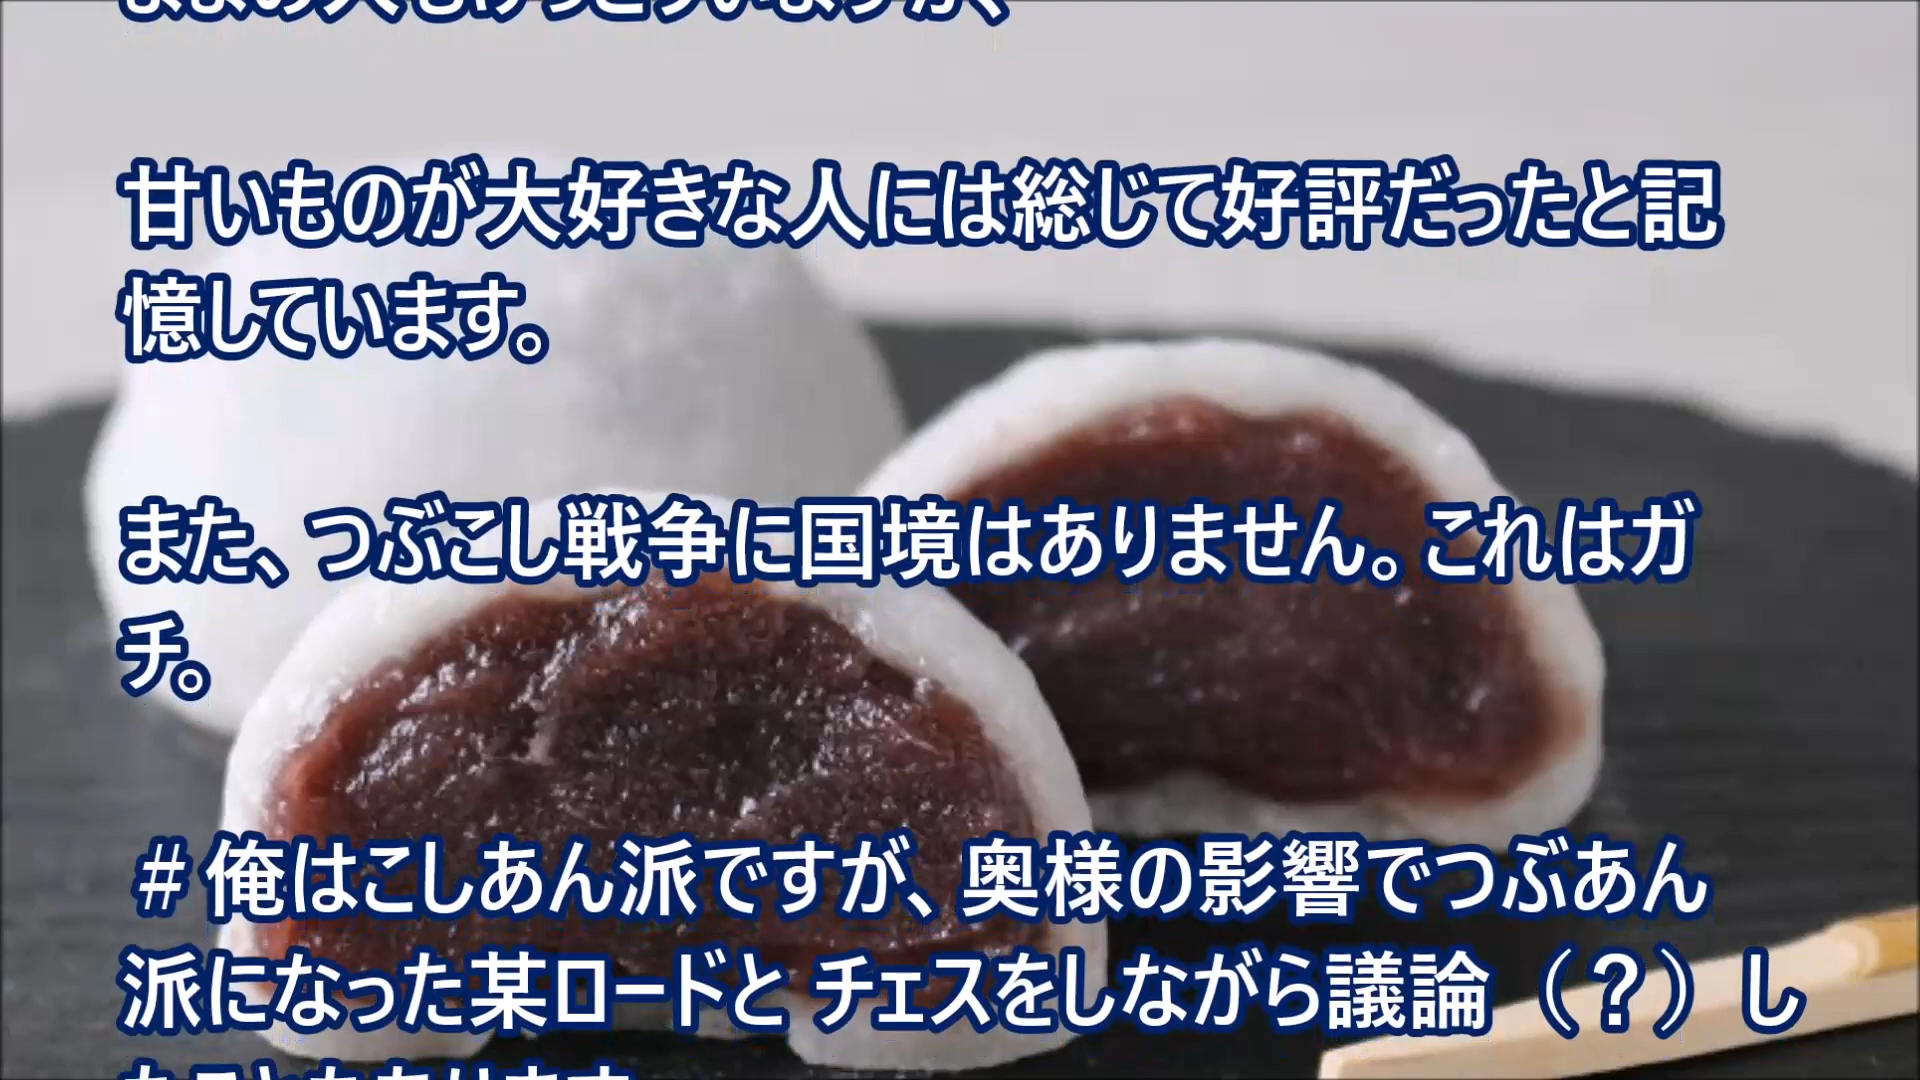 甘いものが大好きな人には総じて好評だったと記
憶しています。
また、つぶこし戦争に国境はありません。これはガ
チ。
＃俺はこしあん派ですが、奥様の影響でつぶあん
派になった某ロードと チェスをしながら議論（？）し